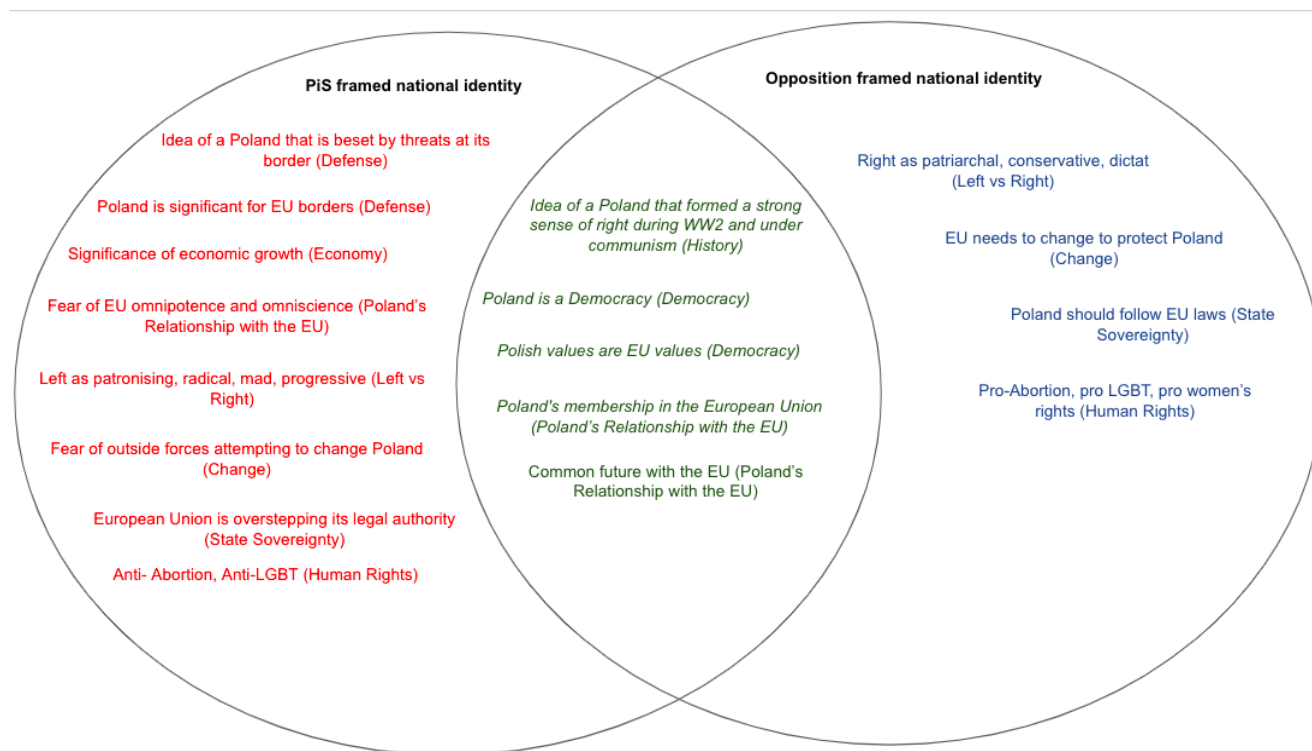 PiS framed national identity
Idea of a Poland that is beset by threats at its
border (Defense)
Poland is significant for EU borders (Defense)
Significance of economic growth (Economy)
Fear of EU omnipotence and omniscience (Poland's
Relationship with the EU)
Left as patronising, radical, mad, progressive (Left vs
Right)
Fear of outside forces attempting to change Poland
(Change)
European Union is overstepping its legal authority
(State Sovereignty)
Anti- Abortion, Anti-LGBT (Human Rights)
Idea of a Poland that formed a strong
sense of right during WW2 and under
communism (History)
Poland is a Democracy (Democracy)
Polish values are EU values (Democracy)
Poland's membership in the European Union
(Poland's Relationship with the EU)
Common future with the EU (Poland's
Relationship with the EU)
Opposition framed national identity
Right as patriarchal, conservative, dictat
(Left vs Right)
EU needs to change to protect Poland
(Change)
Poland should follow EU laws (State
Sovereignty)
Pro-Abortion, pro LGBT, pro women's
rights (Human Rights)